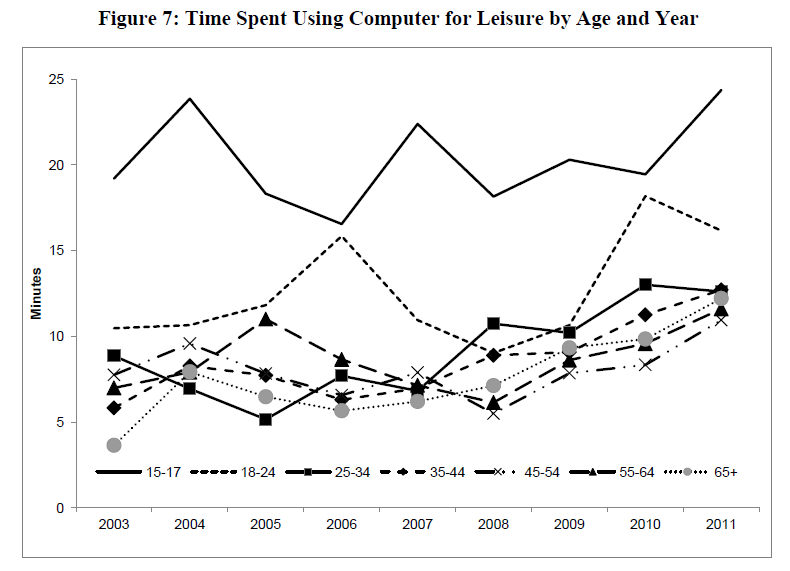 Figure 7: Time Spent Using Computer for Leisure by Age and Year
25
20
15
10
5
0
Minutes
15-17 18-24 25-34 35-44 45-54 55-64 65+
2003 2004 2005 2006 2007 2008 2009 2010 2011